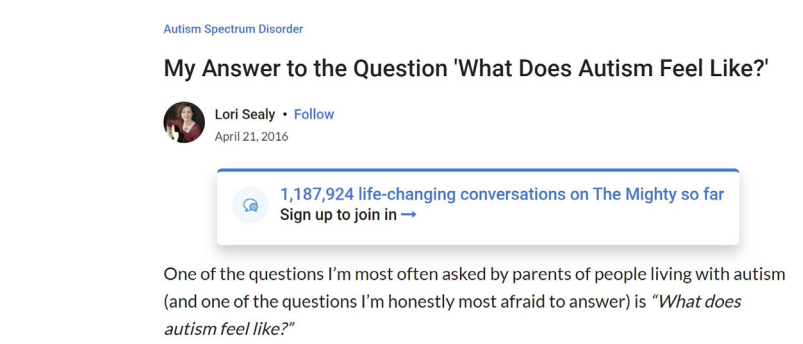 Autism Spectrum Disorder
My Answer to the Question 'What Does Autism Feel Like?'
Lori Sealy • Follow
April 21, 2016
1,187,924 life-changing conversations on The Mighty so far
Sign up to join in →
One of the questions I’m most often asked by parents of people living with autism
(and one of the questions I’m honestly most afraid to answer) is “What does
autism feel like?”